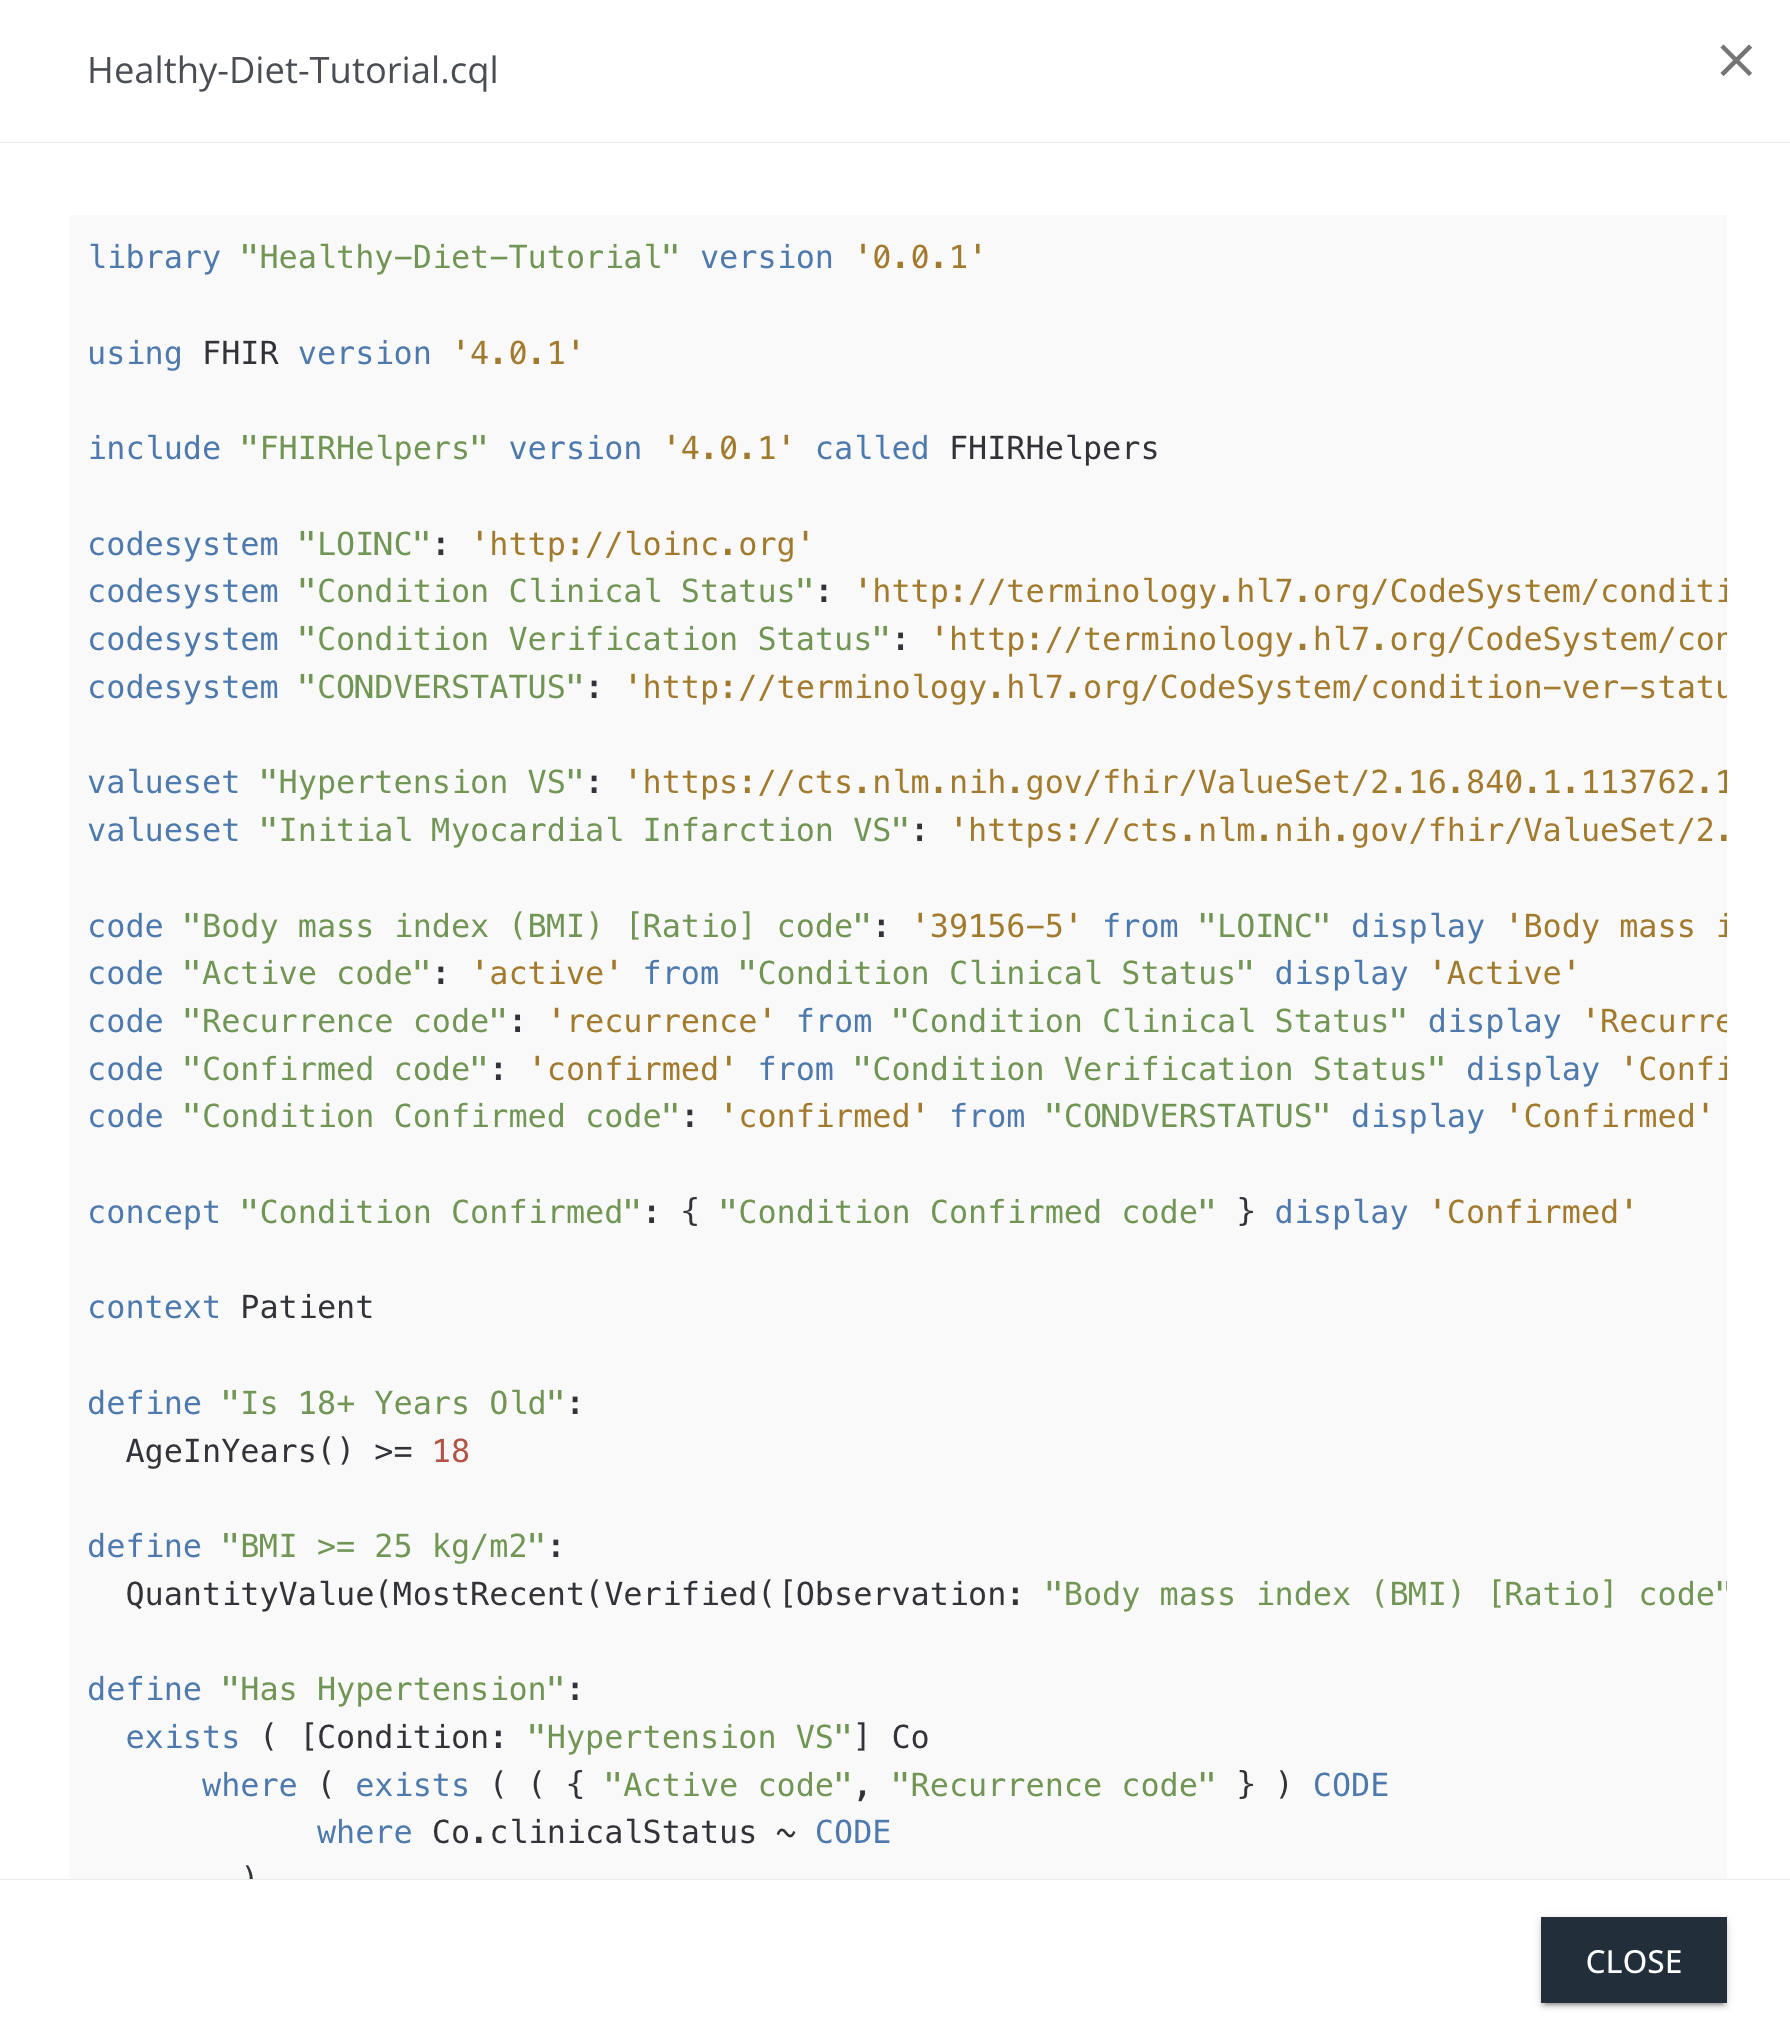 Healthy-Diet-Tutorial.cql
library "Healthy-Diet-Tutorial" version '0.0.1'
using FHIR version '4.0.1'
include "FHIRHelpers" version '4.0.1' called FHIRHelpers
codesystem "LOINC": 'http://loinc.org'
codesystem "Condition Clinical Status": 'http://terminology.hl7.org/CodeSystem/conditi
codesystem "Condition Verification Status": 'http://terminology.hl7.org/CodeSystem/con
codesystem "CONDVERSTATUS": 'http://terminology.hl7.org/CodeSystem/condition-ver-statu
valueset "Hypertension VS": 'https://cts.nlm.nih.gov/fhir/ValueSet/2.16.840.1.113762.1
valueset "Initial Myocardial Infarction VS": 'https://cts.nlm.nih.gov/fhir/ValueSet/2.
code "Body mass index (BMI) [Ratio] code": '39156-5' from "LOINC" display 'Body mass i
code "Active code": 'active' from "Condition Clinical Status" display 'Active'
code "Recurrence code": 'recurrence' from "Condition Clinical Status" display 'Recurre
code "Confirmed code": 'confirmed' from "Condition Verification Status" display 'Confi
code "Condition Confirmed code": 'confirmed' from "CONDVERSTATUS" display 'Confirmed'
concept "Condition Confirmed": { "Condition Confirmed code" } display 'Confirmed'
context Patient
define "Is 18+ Years Old":
  AgeInYears() >= 18
define "BMI >= 25 kg/m2":
  QuantityValue(MostRecent(Verified([Observation: "Body mass index (BMI) [Ratio] code"
define "Has Hypertension":
  exists ( [Condition: "Hypertension VS"] Co
      where ( exists ( ( { "Active code", "Recurrence code" } ) CODE
            where Co.clinicalStatus ~ CODE
        )
CLOSE